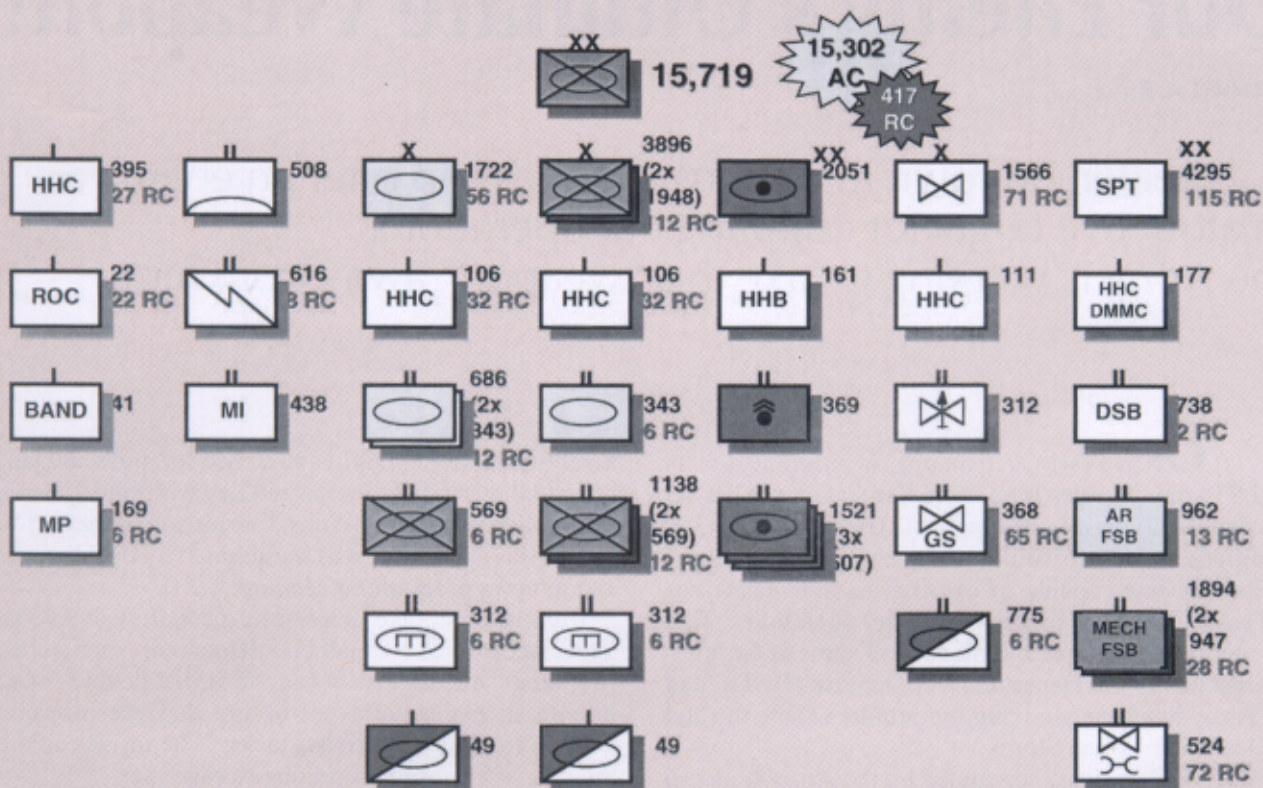 XX
15,719
15,302
AC
417
RC
I
HHC
395
27 RC
II
508
X
1722
56 RC
X
3896
(2x
1948)
112 RC
XX
2051
X
1566
71 RC
SPT
XX
4295
115 RC
I
ROC
22
22 RC
II
616
8 RC
I
HHC
106
32 RC
I
HHC
106
32 RC
I
HHB
161
I
HHC
111
I
HHC
DMMC
177
I
BAND
41
II
MI
438
II
686
(2x
343)
12 RC
II
343
6 RC
II
369
II
312
II
DSB
738
2 RC
I
MP
169
6 RC
II
569
6 RC
II
1138
(2x
569)
12 RC
II
1521
(3x
507)
II
GS
368
65 RC
II
AR
FSB
962
13 RC
II
312
6 RC
II
312
6 RC
II
775
6 RC
II
MECH
FSB
1894
(2x
947
28 RC
I
49
I
49
II
524
72 RC